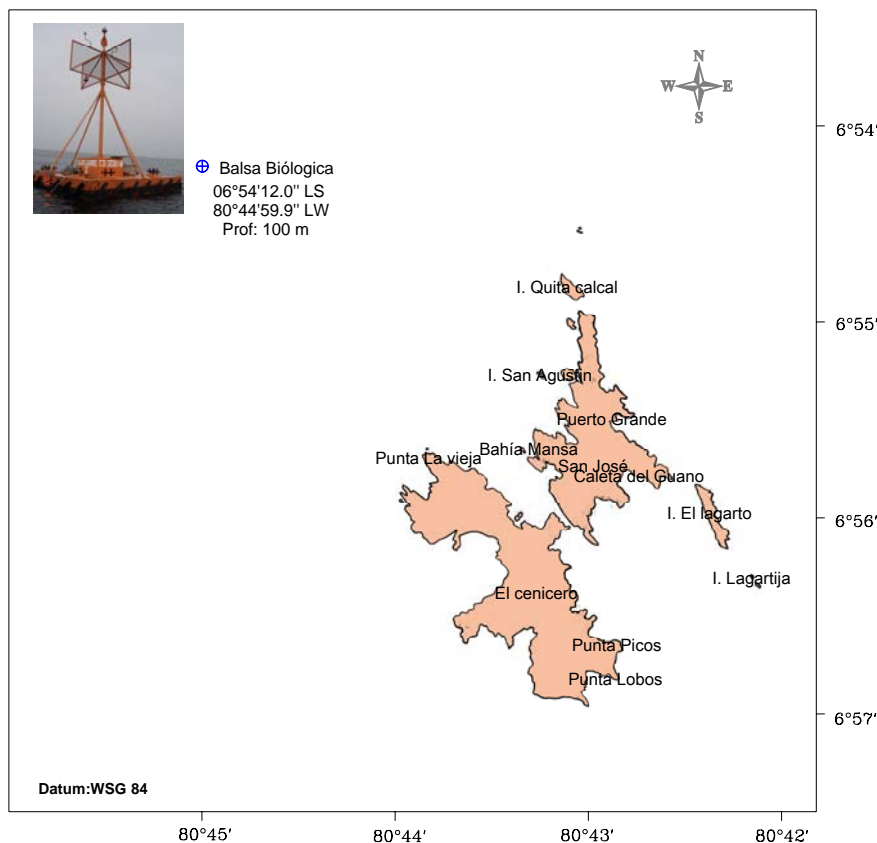 N
W E
S
6°54'
Balsa Biólogica
06°54'12.0" LS
80°44'59.9" LW
Prof: 100 m
I. Quita calcal
6°55'
I. San Agustin
Puerto Grande
Bahía Mansa
Punta La vieja
San José
Caleta del Guano
I. El lagarto
6°56'
I. Lagartija
El cenicero
Punta Picos
Punta Lobos
6°57'
Datum:WSG 84
80°45' 80°44' 80°43' 80°42'